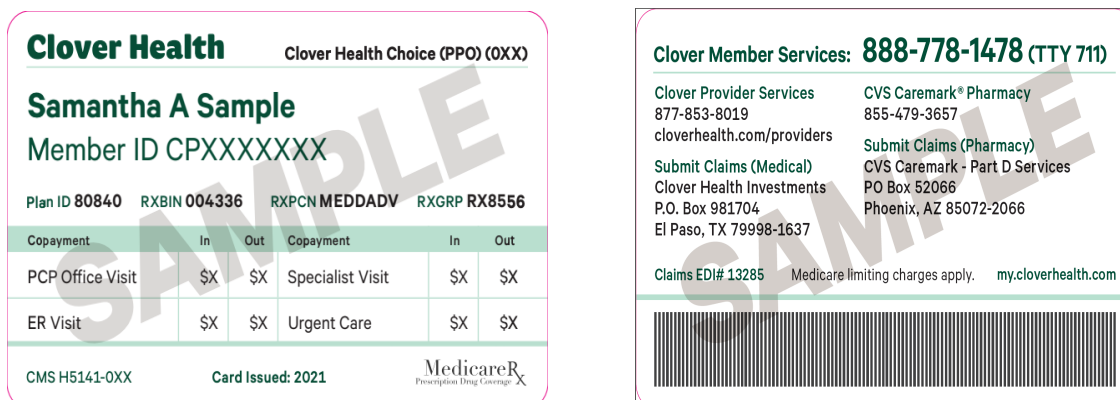 Clover Health
Clover Health Choice (PPO) (0XX)
Samantha A Sample
Member ID CPXXXXXXX
Plan ID 80840 RXBIN 004336 RXPCN MEDDADV RXGRP RX8556
Copayment In Out Copayment In Out
PCP Office Visit $X $X Specialist Visit $X $X
ER Visit $X $X Urgent Care $X $X
CMS H5141-0XX Card Issued: 2021 MedicareRx
Prescription Drug Coverage
SAMPLE
Clover Member Services: 888-778-1478 (TTY 711)
Clover Provider Services
877-853-8019
cloverhealth.com/providers
Submit Claims (Medical)
Clover Health Investments
P.O. Box 981704
El Paso, TX 79998-1637
CVS Caremark® Pharmacy
855-479-3657
Submit Claims (Pharmacy)
CVS Caremark - Part D Services
PO Box 52066
Phoenix, AZ 85072-2066
Claims EDI# 13285 Medicare limiting charges apply. my.cloverhealth.com
SAMPLE